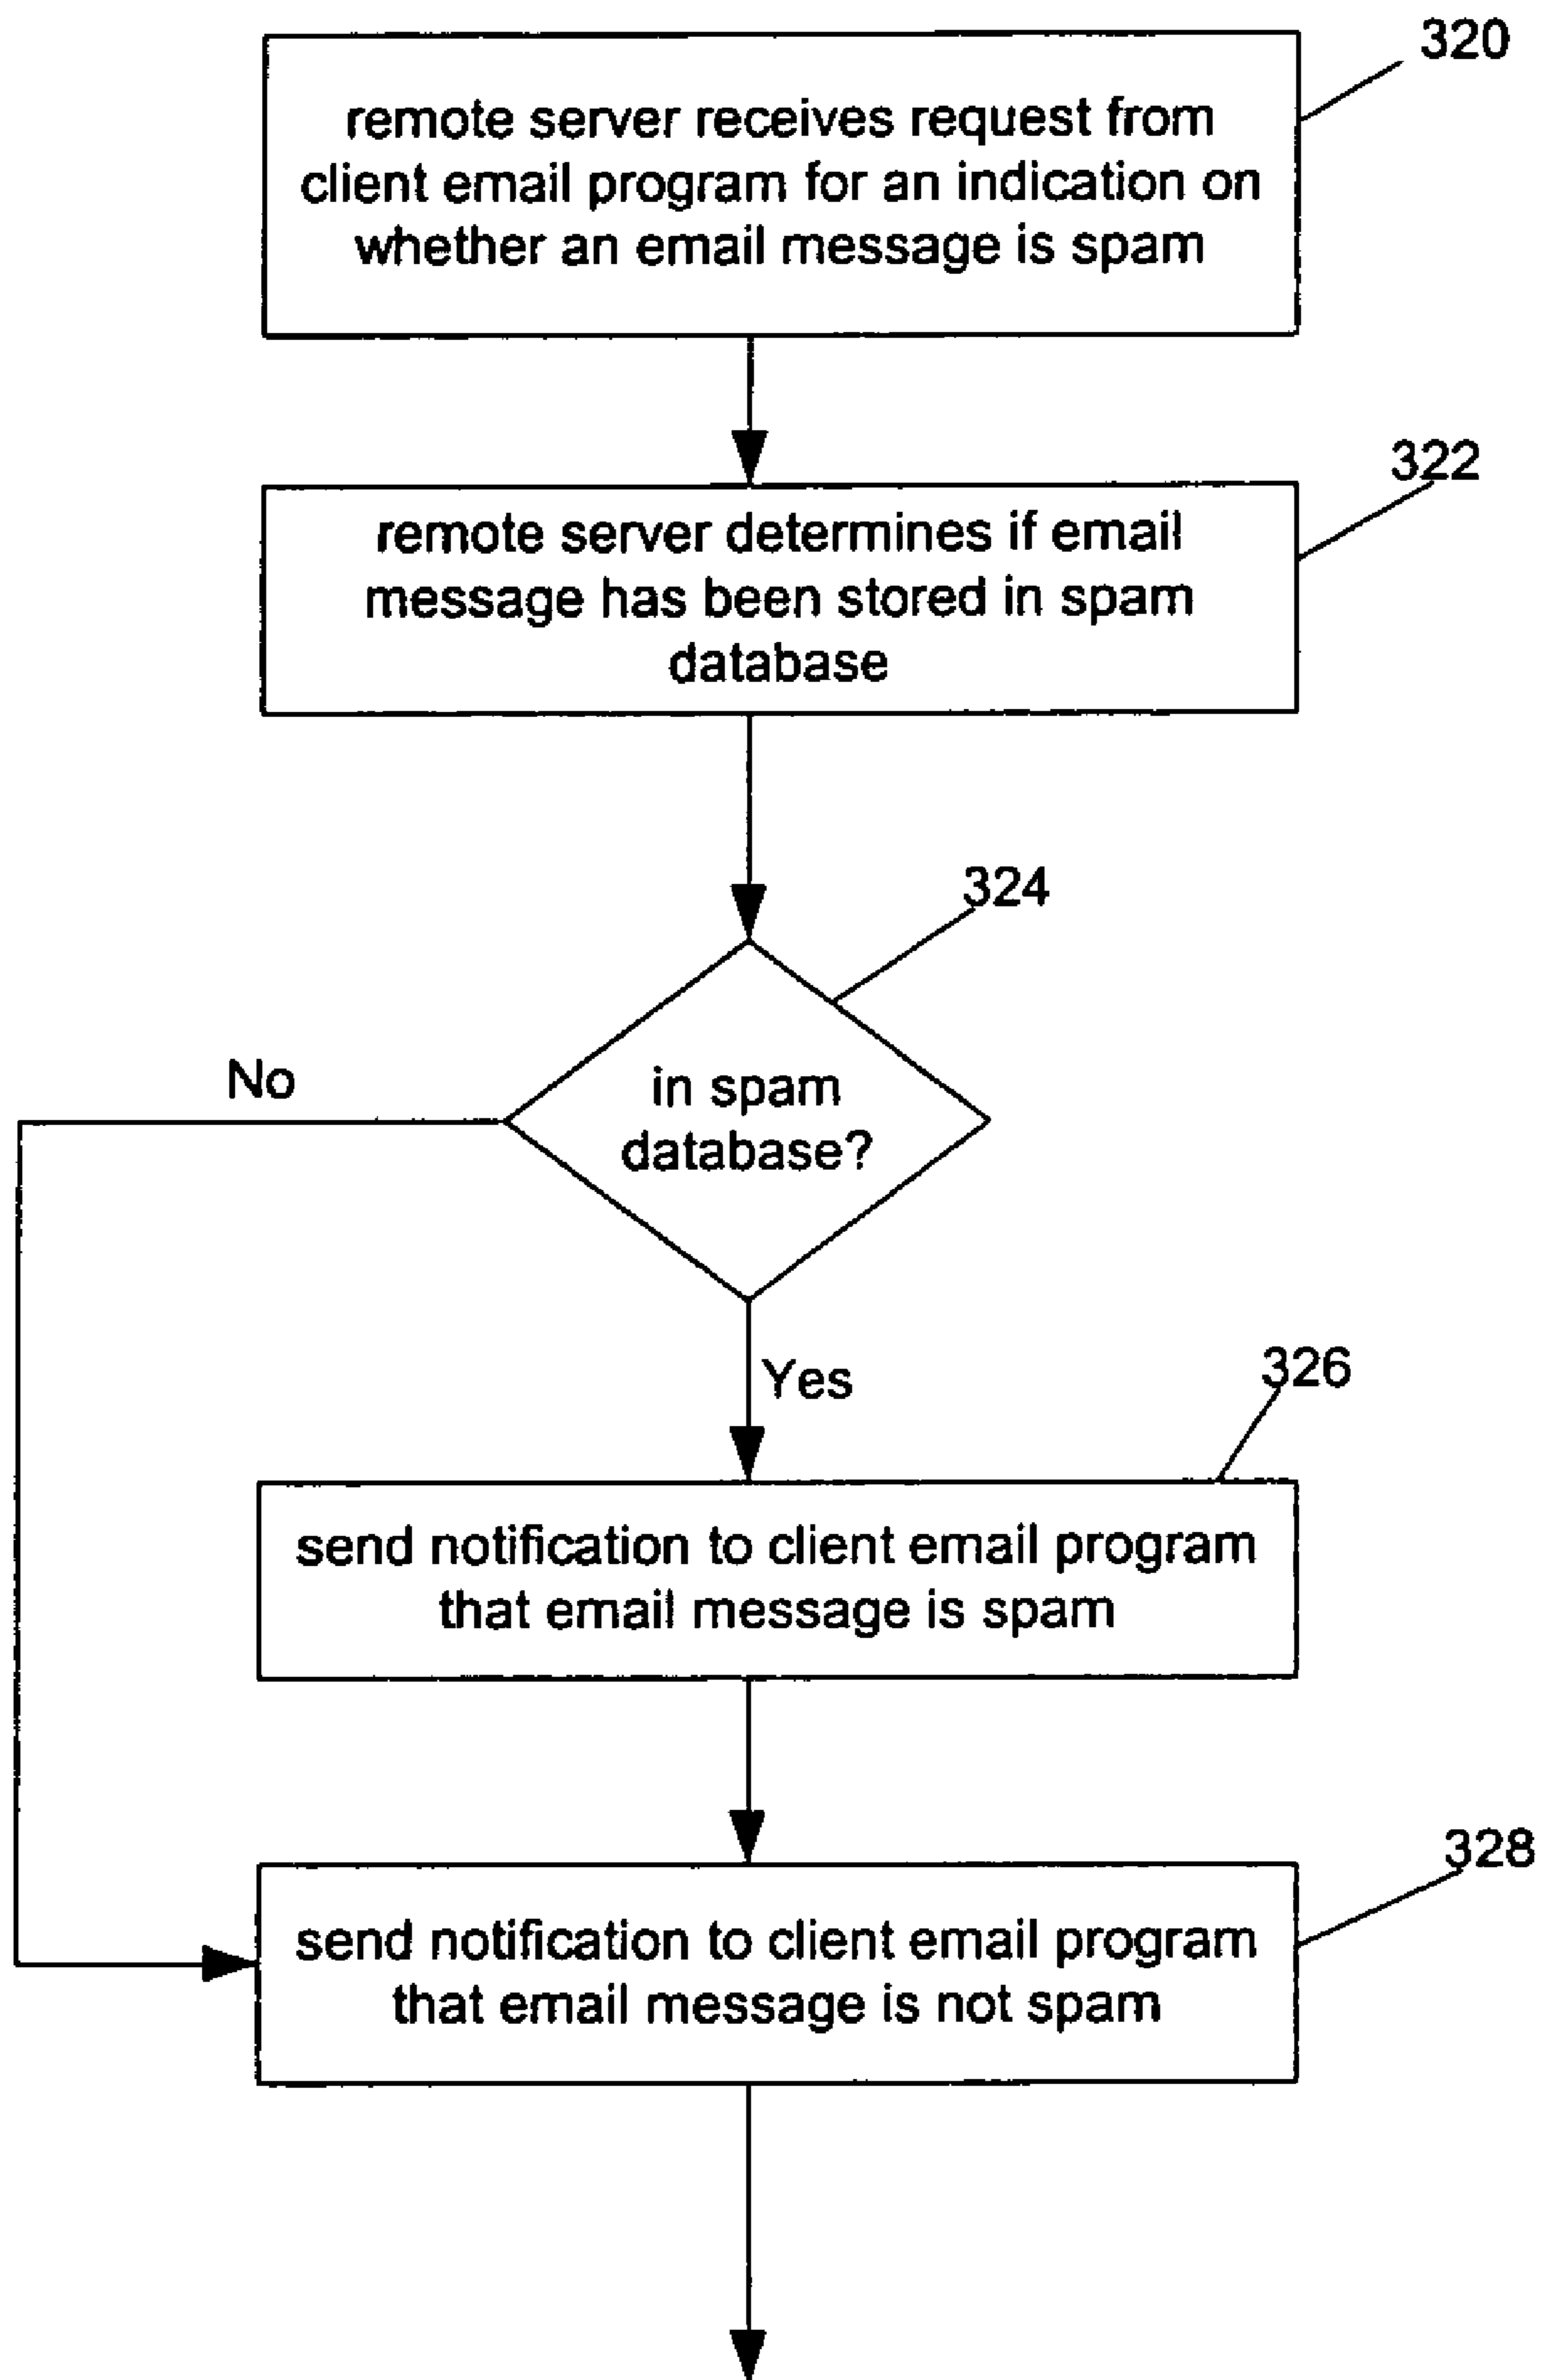 320
remote server receives request from
client email program for an indication on
whether an email message is spam
322
remote server determines if email
message has been stored in spam
database
324
No
in spam
database?
Yes
326
send notification to client email program
that email message is spam
328
send notification to client email program
that email message is not spam